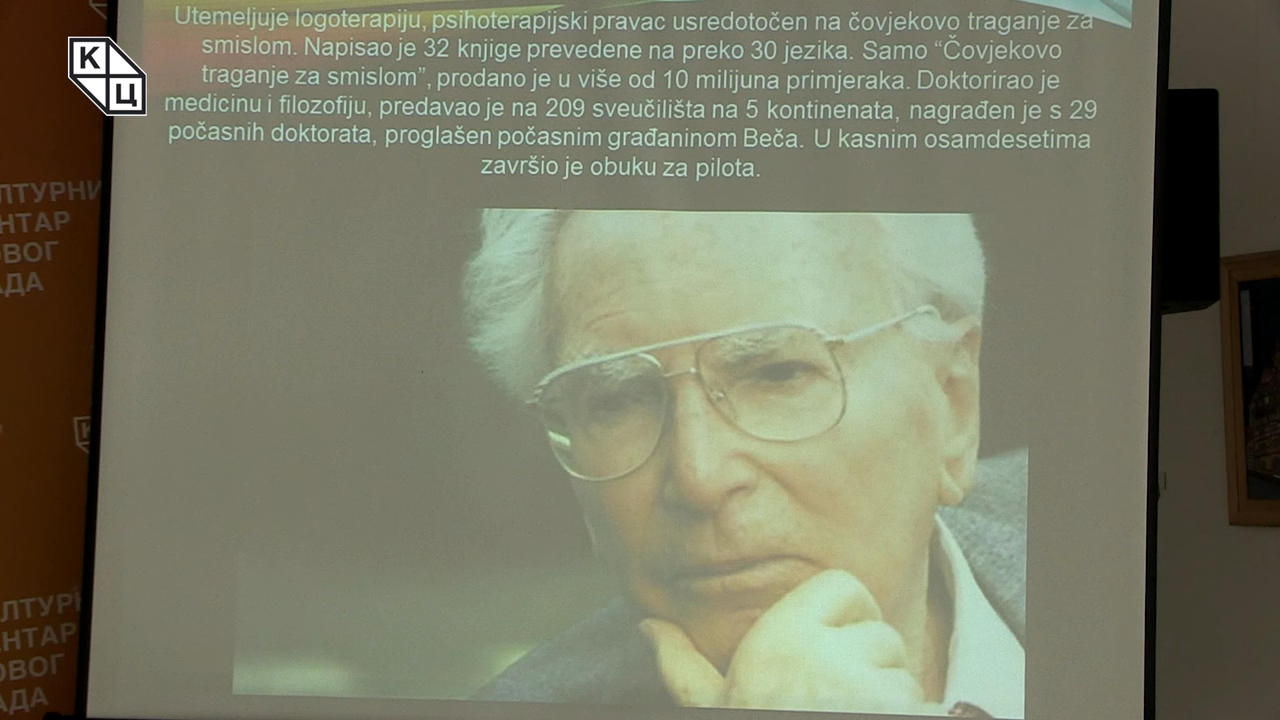 Utemeljuje logoterapiju, psihoterapijski pravac usredotočen na čovjekovo traganje za
smislom. Napisao je 32 knjige prevedene na preko 30 jezika. Samo “Čovjekovo
traganje za smislom”, prodano je u više od 10 milijuna primjeraka. Doktorirao je
medicinu i filozofiju, predavao je na 209 sveučilišta na 5 kontinenata, nagrađen je s 29
počasnih doktorata, proglašen počasnim građaninom Beča. U kasnim osamdesetima
završio je obuku za pilota.
К
Ц
ЛТУРНИ
НТАР
ОВОГ
АДА
К
ЛТУРН
ЕНТАР
ОВОГ
АДА